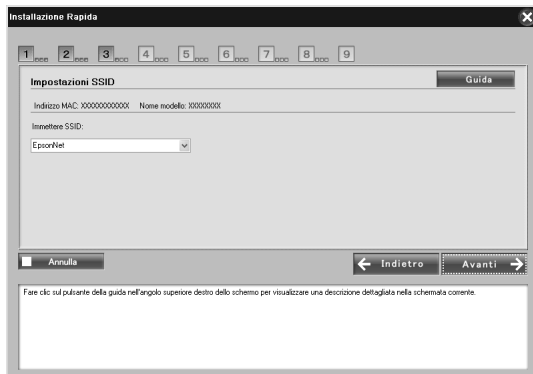 Installazione Rapida
1 2 3 4 5 6 7 8 9
Impostazioni SSID
Guida
Indirizzo MAC: XXXXXXXXXXXX Nome modello: XXXXXXXX
Immettere SSID:
EpsonNet
Annulla
Indietro
Avanti
Fare clic sul pulsante della guida nell'angolo superiore destro dello schermo per visualizzare una descrizione dettagliata nella schermata corrente.